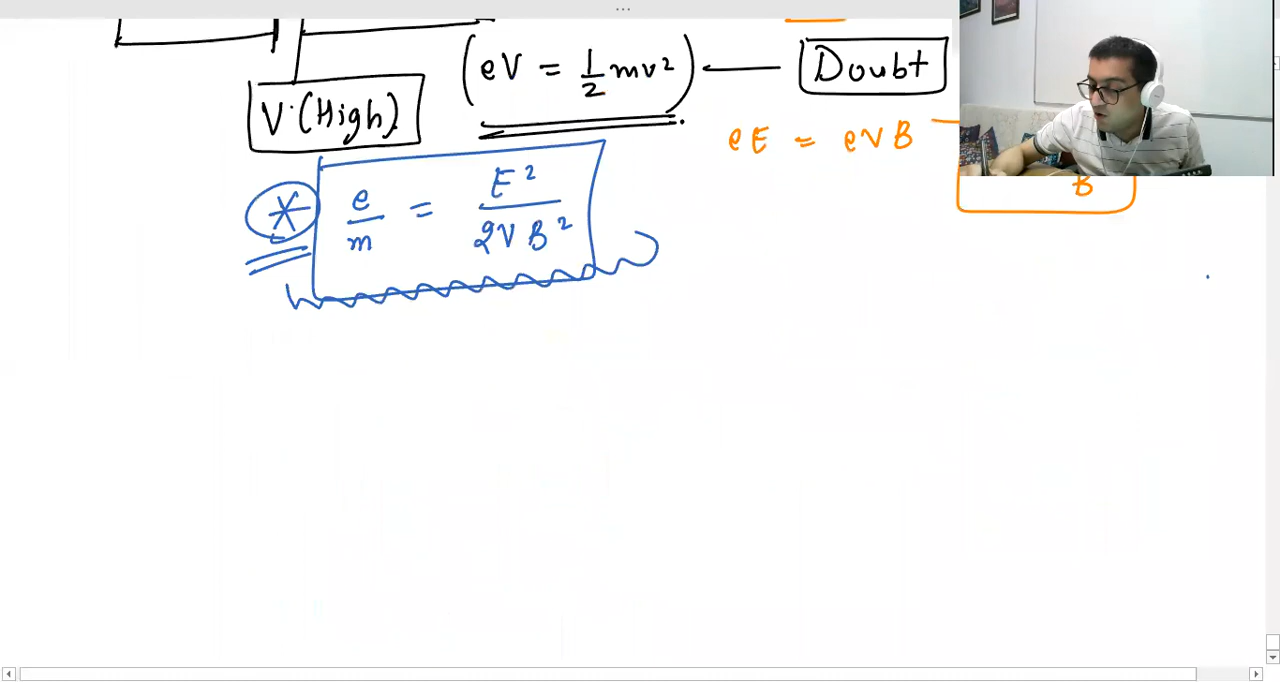 (eV = 1/2 mv²) ← Doubt
V (High)
eE = evB
B
* e/m = E²/2VB²